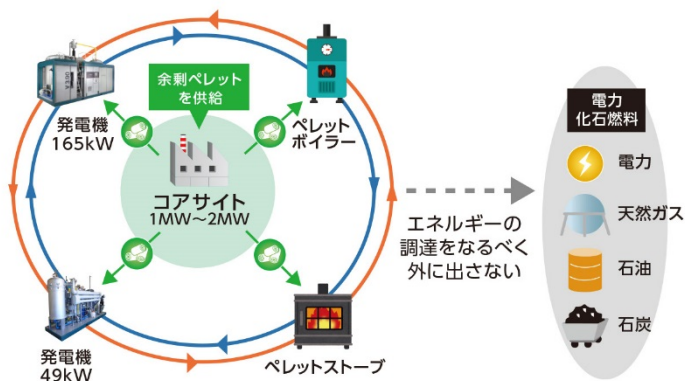 余剰ペレット
を供給
発電機
165kW
ペレット
ボイラー
コアサイト
1MW～2MW
発電機
49kW
ペレットストーブ
エネルギーの
調達をなるべく
外に出さない
電力
化石燃料
電力
天然ガス
石油
石炭